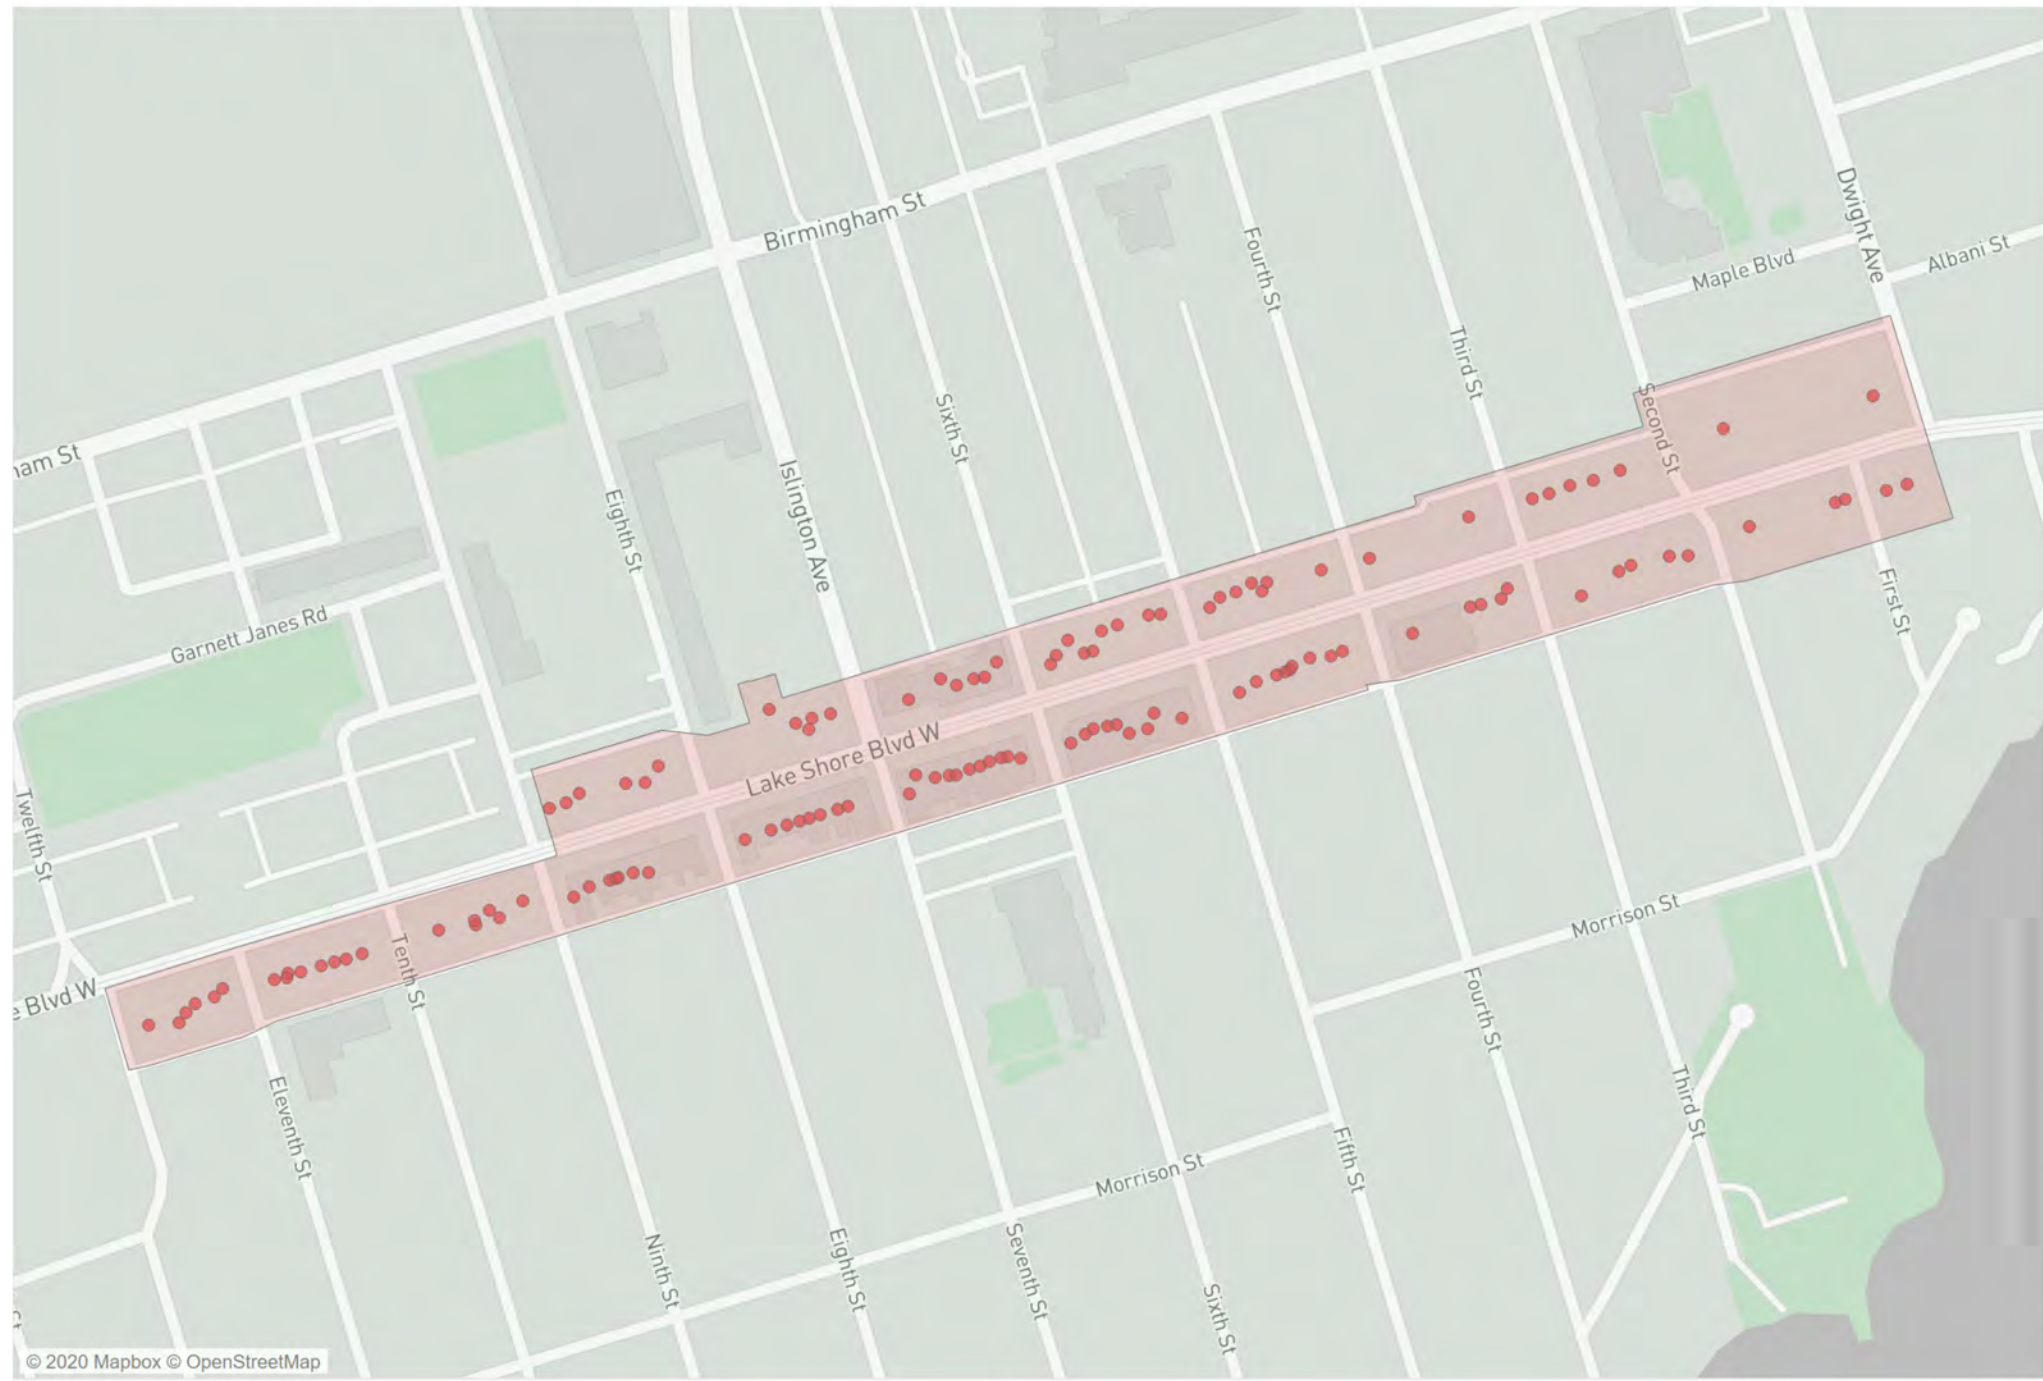 Birmingham St
Dwight Ave
Maple Blvd
Albani St
Fourth St
Third St
Second St
Sixth St
Islington Ave
Eighth St
ham St
Garnett Janes Rd
First St
Lake Shore Blvd W
Twelfth St
Blvd W
Tenth St
Eleventh St
Morrison St
Fourth St
Third St
Morrison St
Fifth St
Ninth St
Eighth St
Seventh St
Sixth St
© 2020 Mapbox © OpenStreetMap